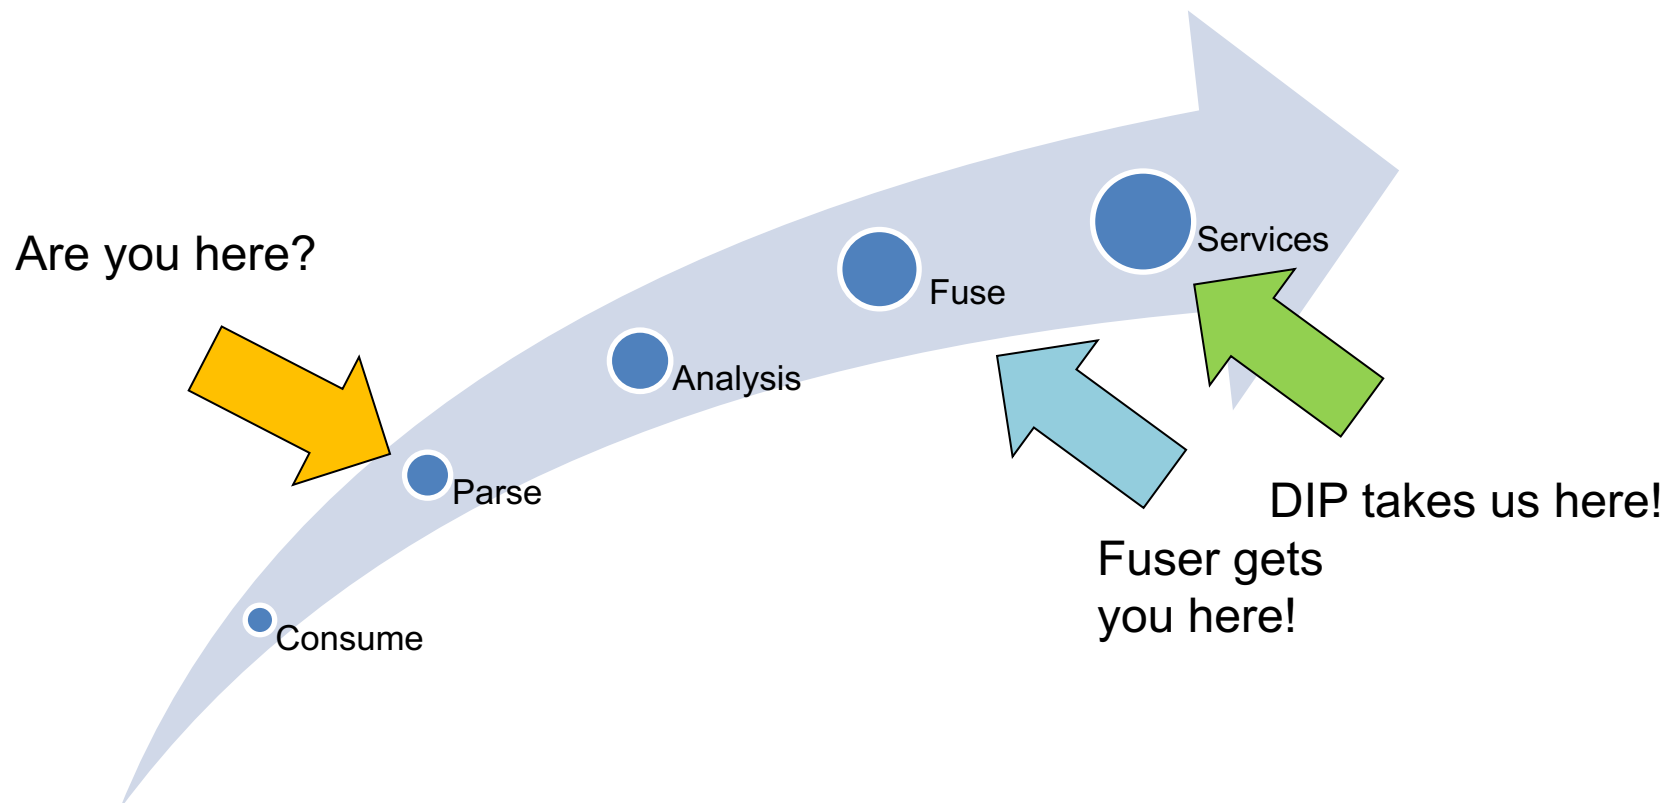 Are you here?
Services
Fuse
Analysis
Parse
DIP takes us here!
Fuser gets
you here!
Consume